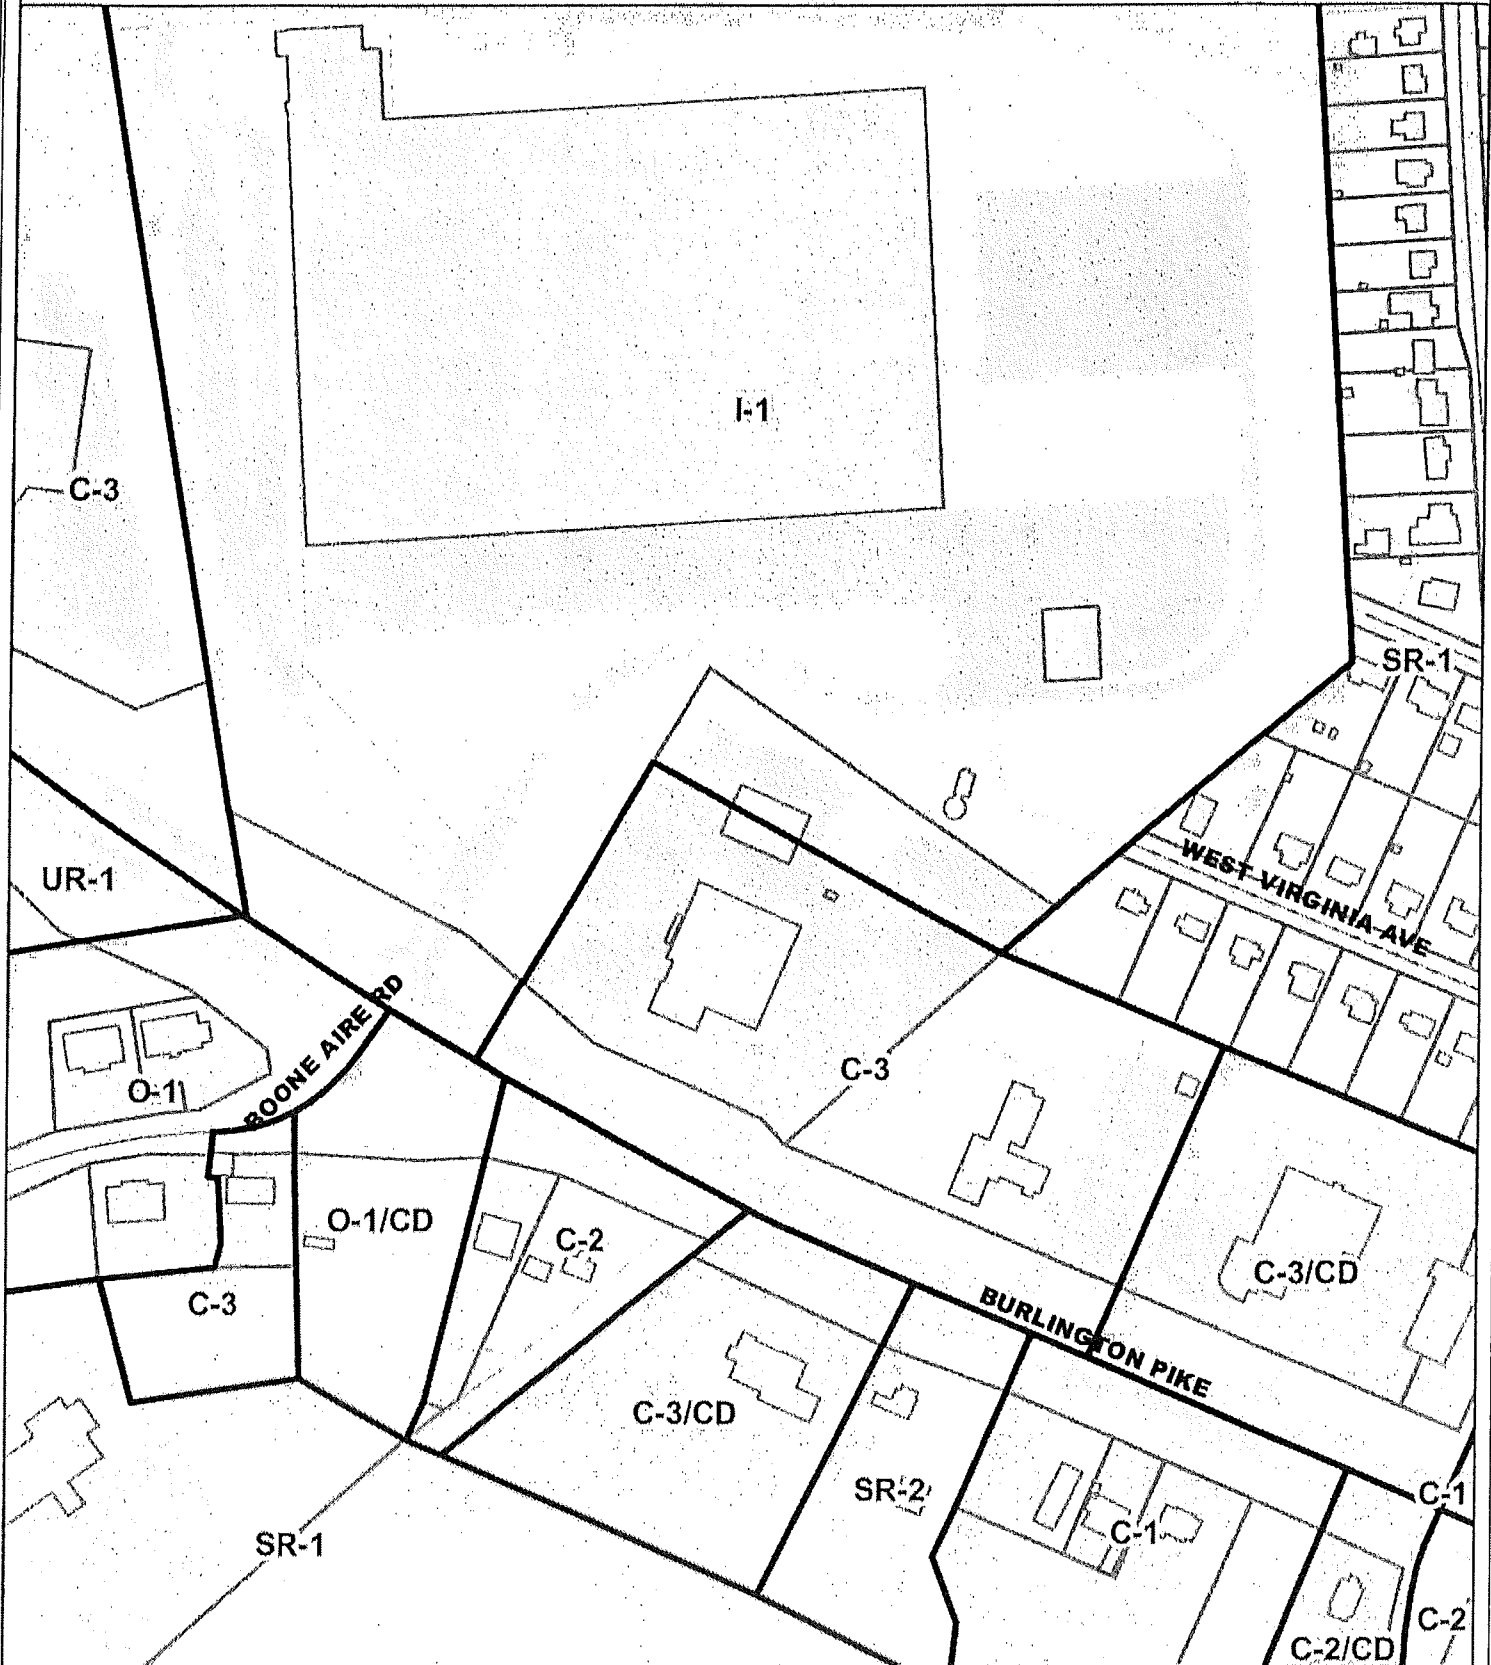 I-1
C-3
SR-1
WEST VIRGINIA AVE
UR-1
BOONE AIRE RD
C-3
O-1
O-1/CD
C-2
C-3/CD
C-3
BURLINGTON PIKE
C-3/CD
SR-2
C-1
C-1
SR-1
C-2
C-2/CD